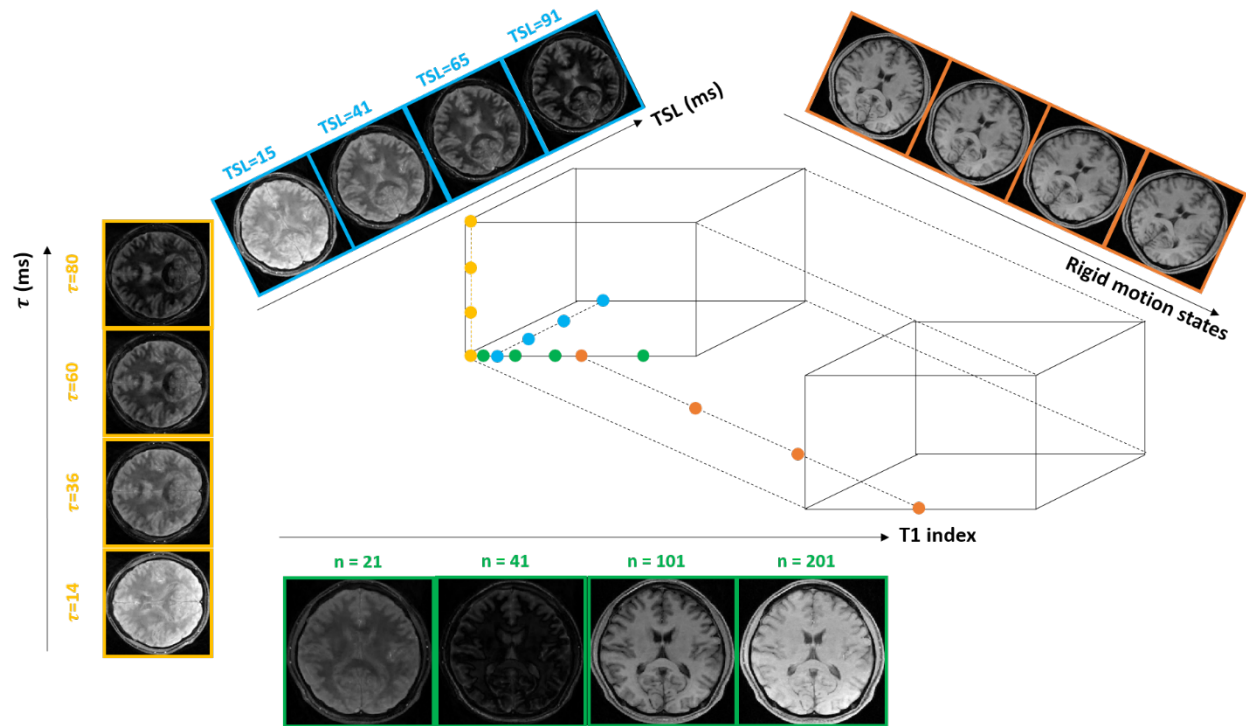 TSL=15
TSL=41
TSL=65
TSL=91
TSL (ms)
Rigid motion states
τ (ms)
τ=80
τ=60
τ=36
τ=14
T1 index
n = 21
n = 41
n = 101
n = 201